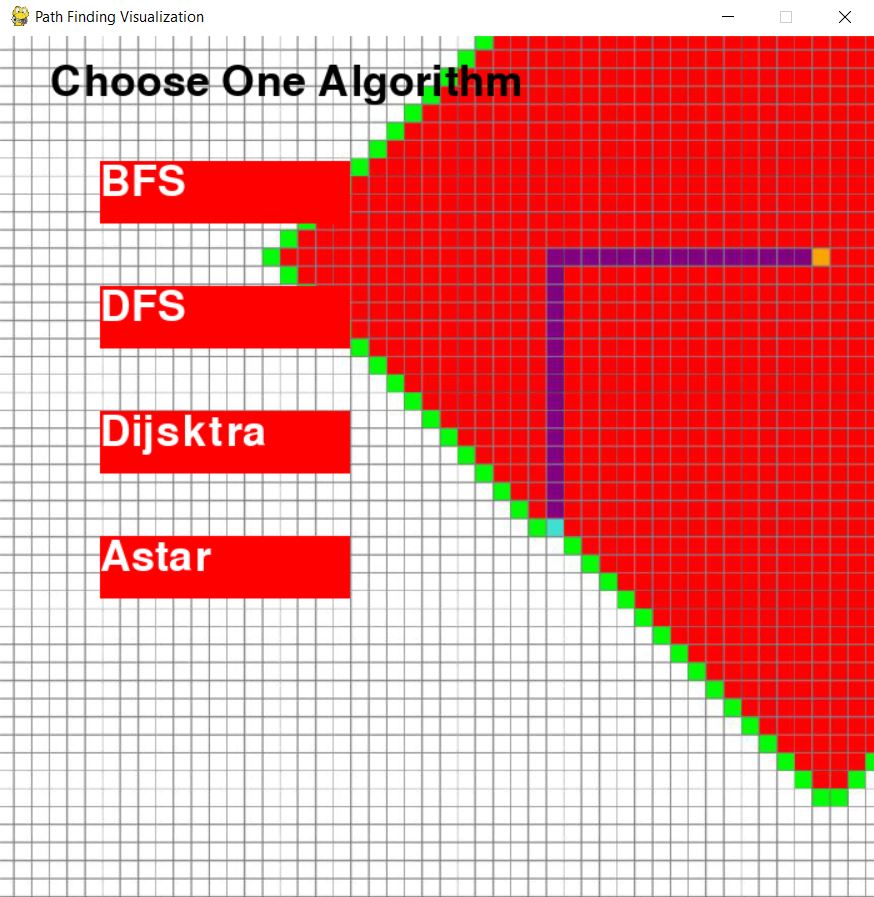 Path Finding Visualization
Choose One Algorithm
BFS
DFS
Dijsktra
Astar